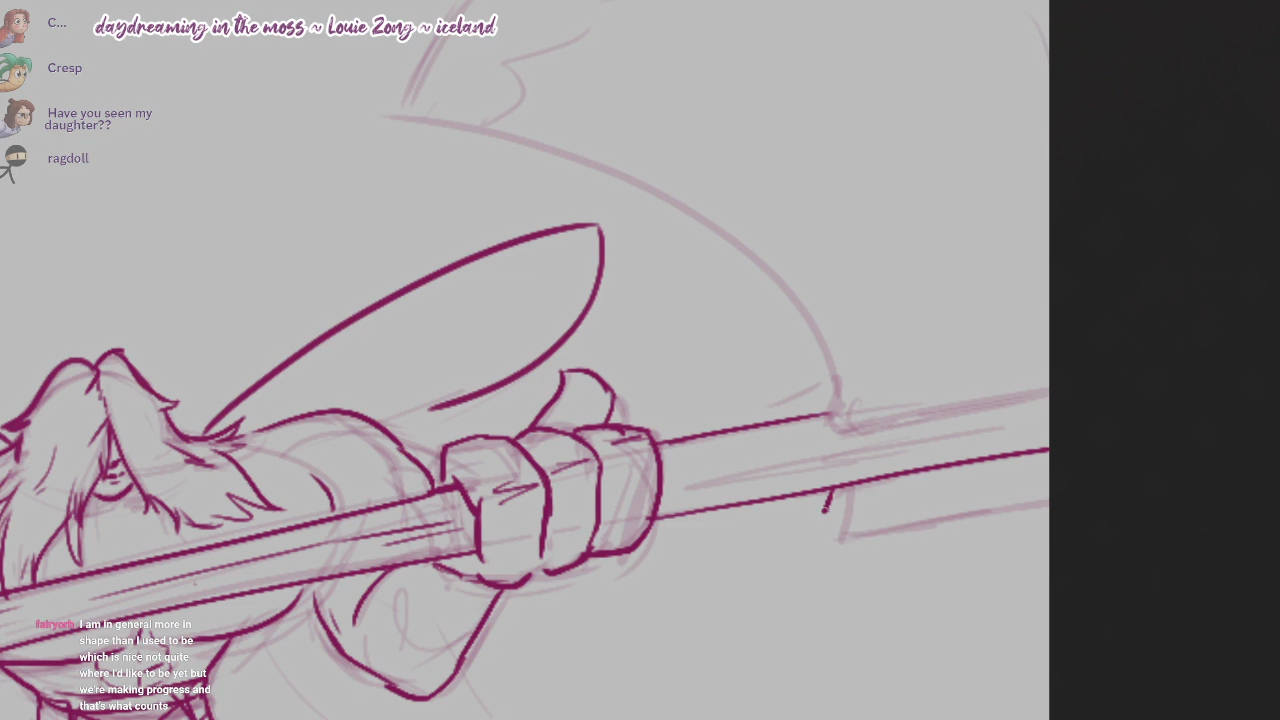 daydreaming in the moss ~ Louie Zong ~ iceland
C...
Cresp
Have you seen my
daughter??
ragdoll
fairyorb I am in general more in
shape than I used to be
which is nice not quite
where I'd like to be yet but
we're making progress and
that's what counts